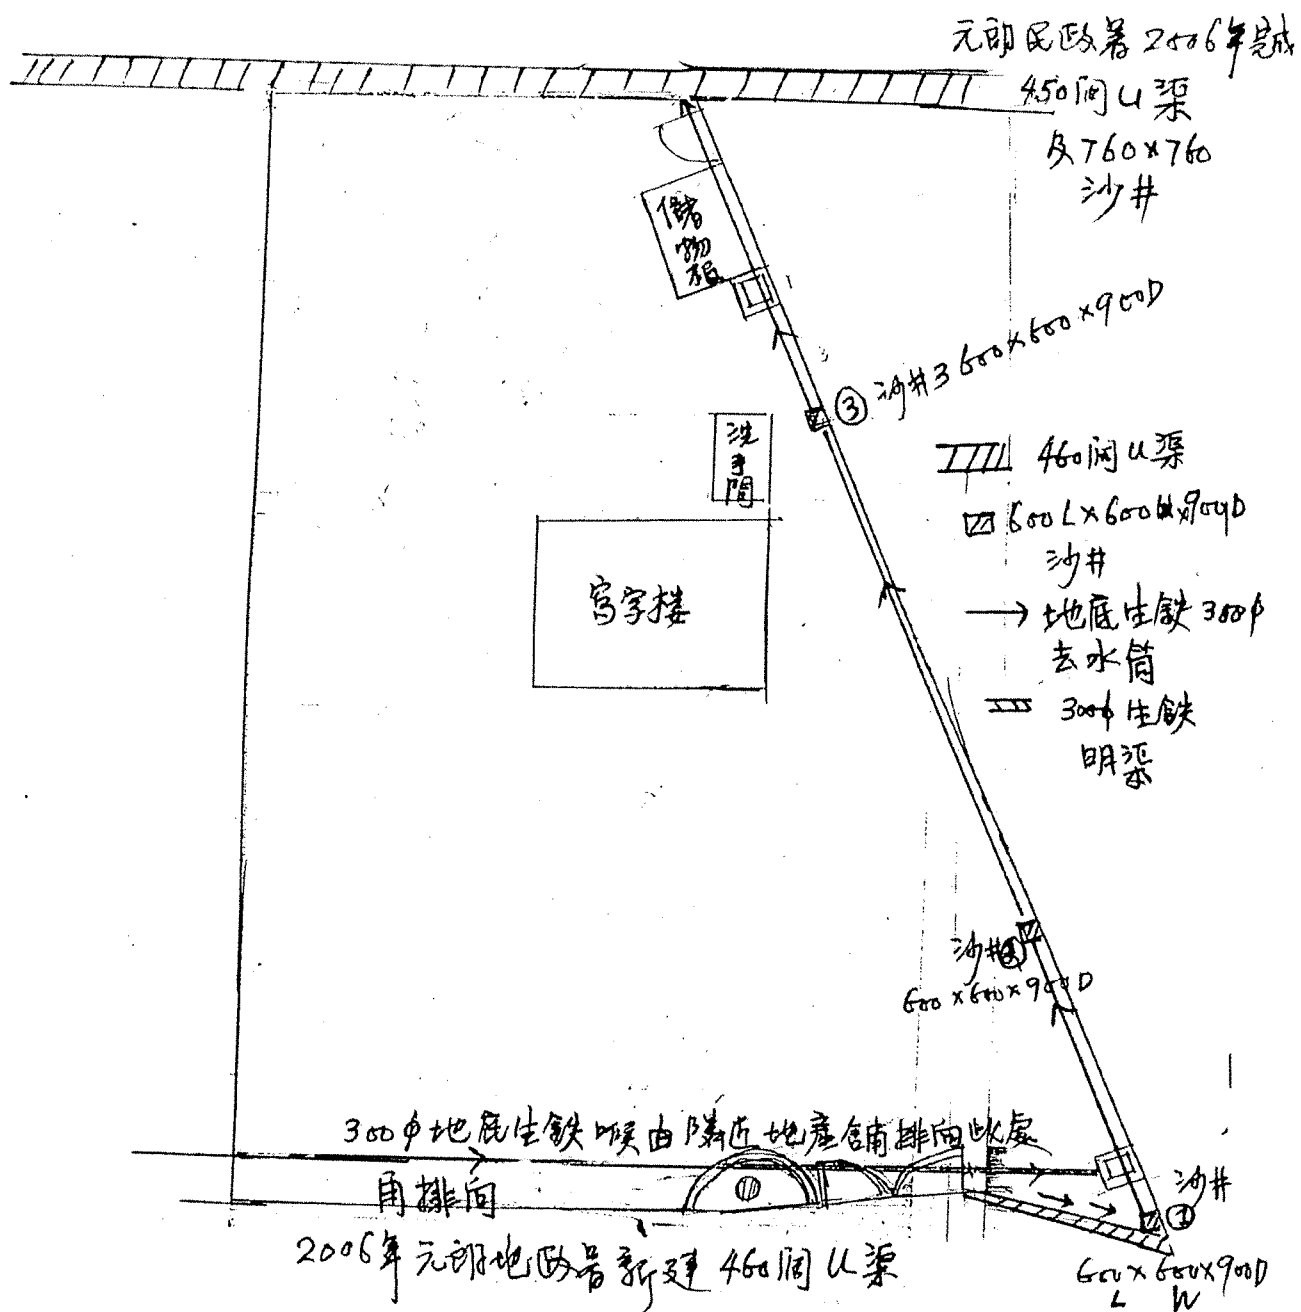 元朗民政署2006年完成
450闊U渠
及760×760
沙井
儲物板
③ 沙井3 600×600×900D
洗手間
460闊U渠
600L×600W×900D
沙井
地底生鉄300φ
去水筒
300φ生鉄
明渠
寫字楼
沙井②
600×600×900D
300φ地底生鉄喉由隣近地產舖排向此處
再排向
2006年元朗地政署新建460闊U渠
沙井
①
600×600×900D
L W